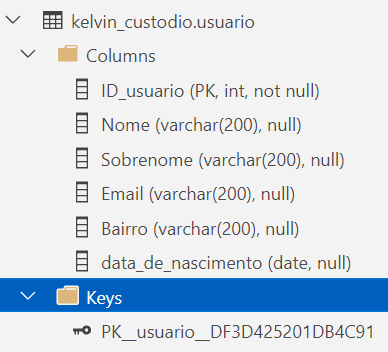 kelvin_custodio.usuario
Columns
ID_usuario (PK, int, not null)
Nome (varchar(200), null)
Sobrenome (varchar(200), null)
Email (varchar(200), null)
Bairro (varchar(200), null)
data_de_nascimento (date, null)
Keys
PK__usuario__DF3D425201DB4C91